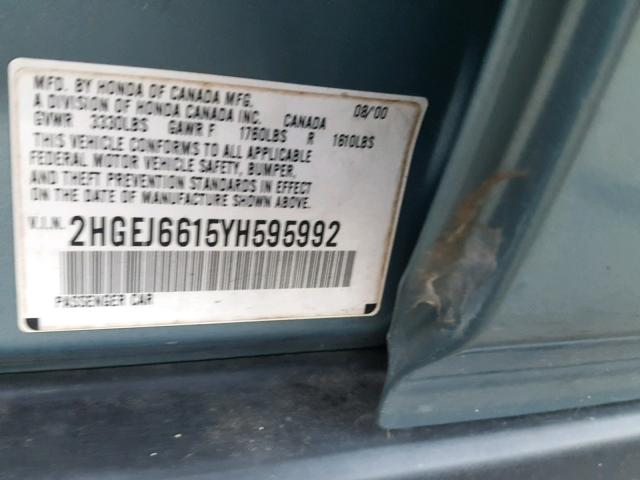 MFD. BY HONDA OF CANADA MFG.
A DIVISION OF HONDA CANADA INC. CANADA 08/00
GVWR 3330LBS GAWR F 1760LBS R 1610LBS
THIS VEHICLE CONFORMS TO ALL APPLICABLE
FEDERAL MOTOR VEHICLE SAFETY, BUMPER,
AND THEFT PREVENTION STANDARDS IN EFFECT
ON THE DATE OF MANUFACTURE SHOWN ABOVE.
V.I.N. 2HGEJ6615YH595992
PASSENGER CAR